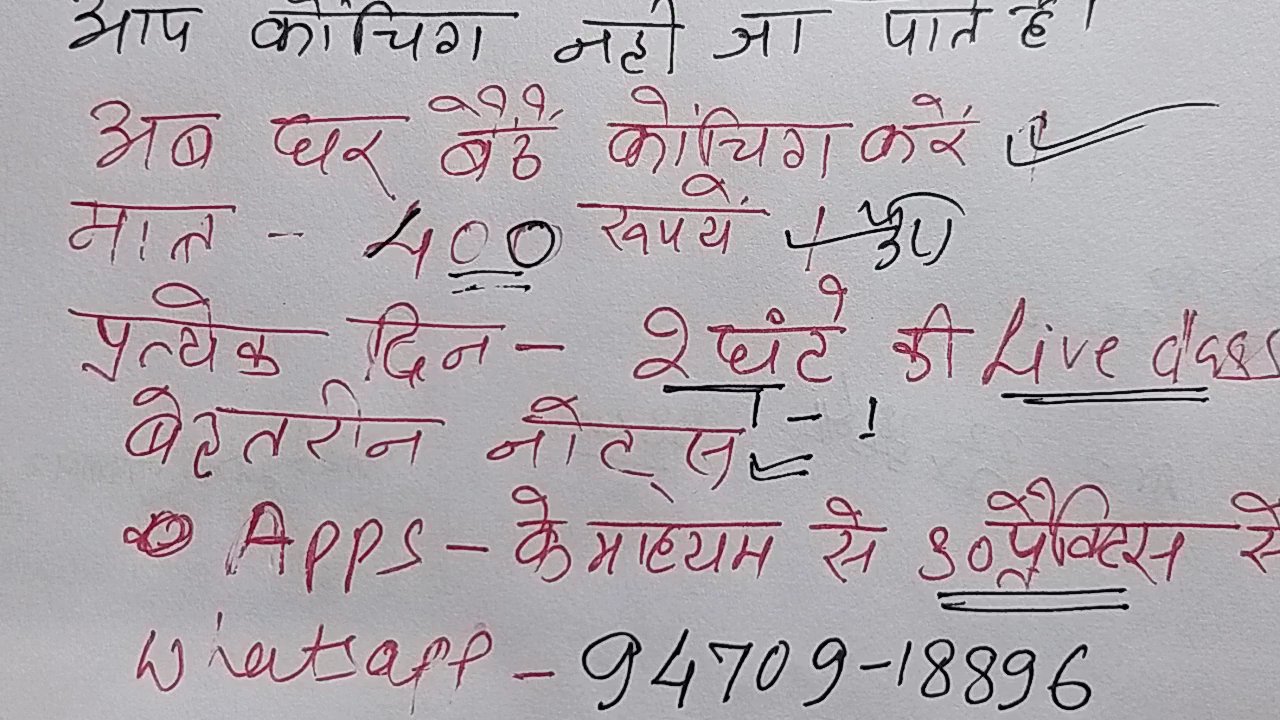 आप कोंचिंग नही जा पाते है।
अब घर बैठें कोंचिग करें
मात्र - 400 रूपयें
प्रत्येक दिन - 2 घंटे की Live class
बेहतरीन नोट्स
Apps - के माध्यम से 30 प्रैक्टिस से
Whatsapp - 94709-18896